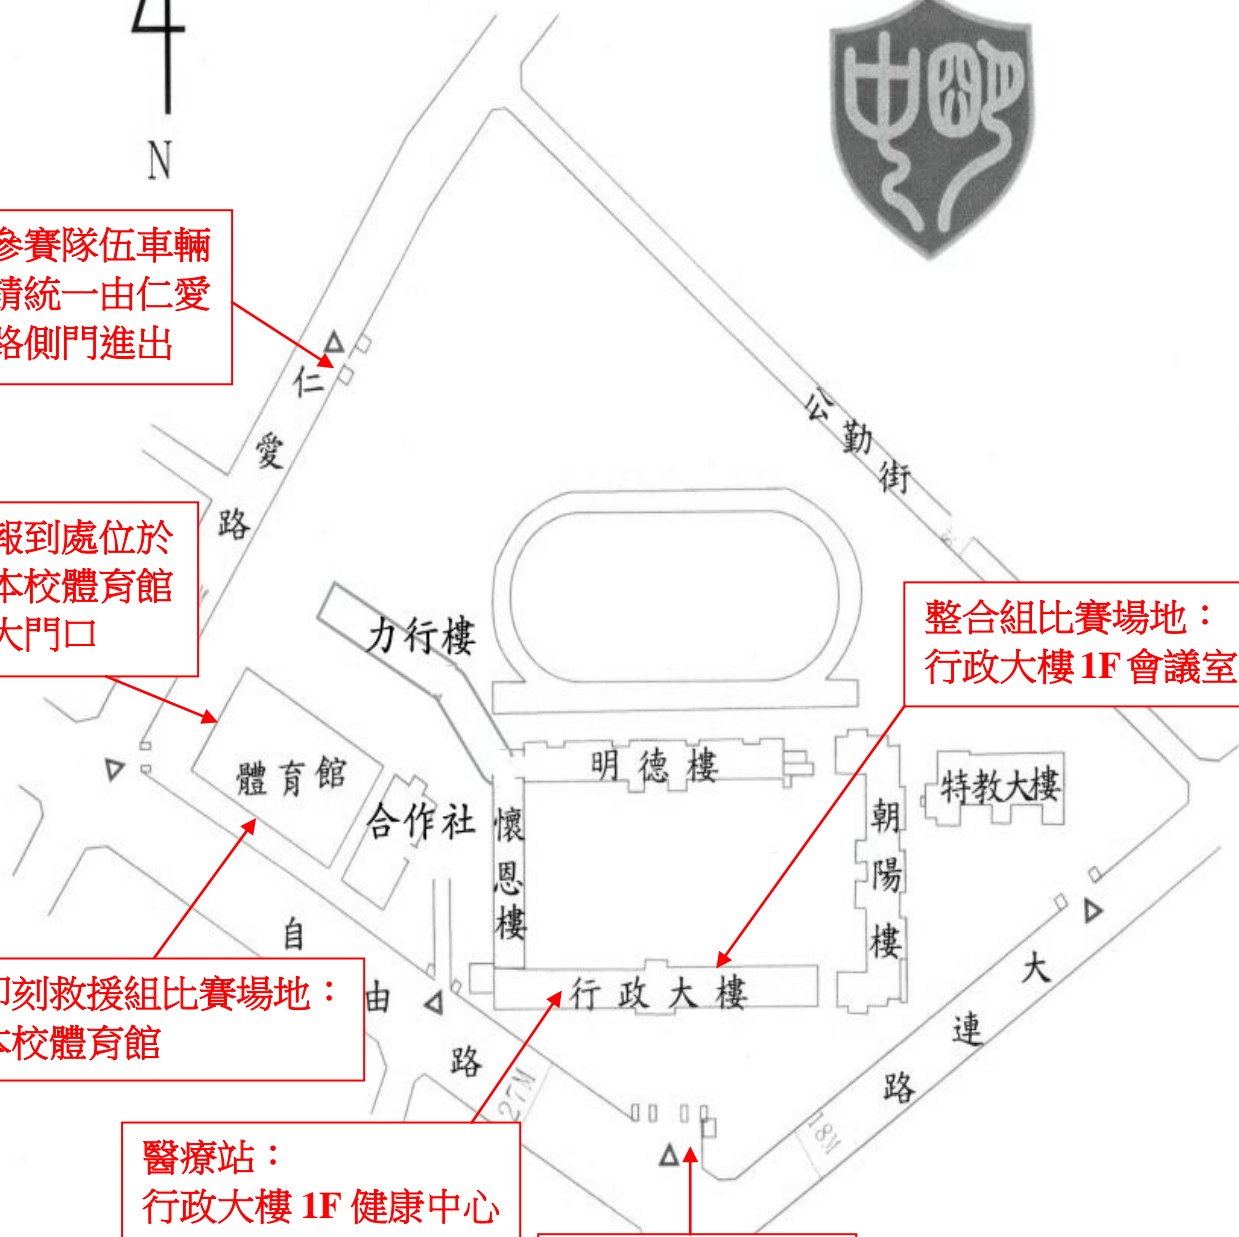 N
參賽隊伍車輛
請統一由仁愛
路側門進出
仁愛路
公勤街
報到處位於
本校體育館
大門口
力行樓
整合組比賽場地：
行政大樓 1F 會議室
體育館
合作社
明德樓
懷恩樓
朝陽樓
特教大樓
行政大樓
自由路
大連路
27M
18M
即刻救援組比賽場地：
本校體育館
醫療站：
行政大樓 1F 健康中心